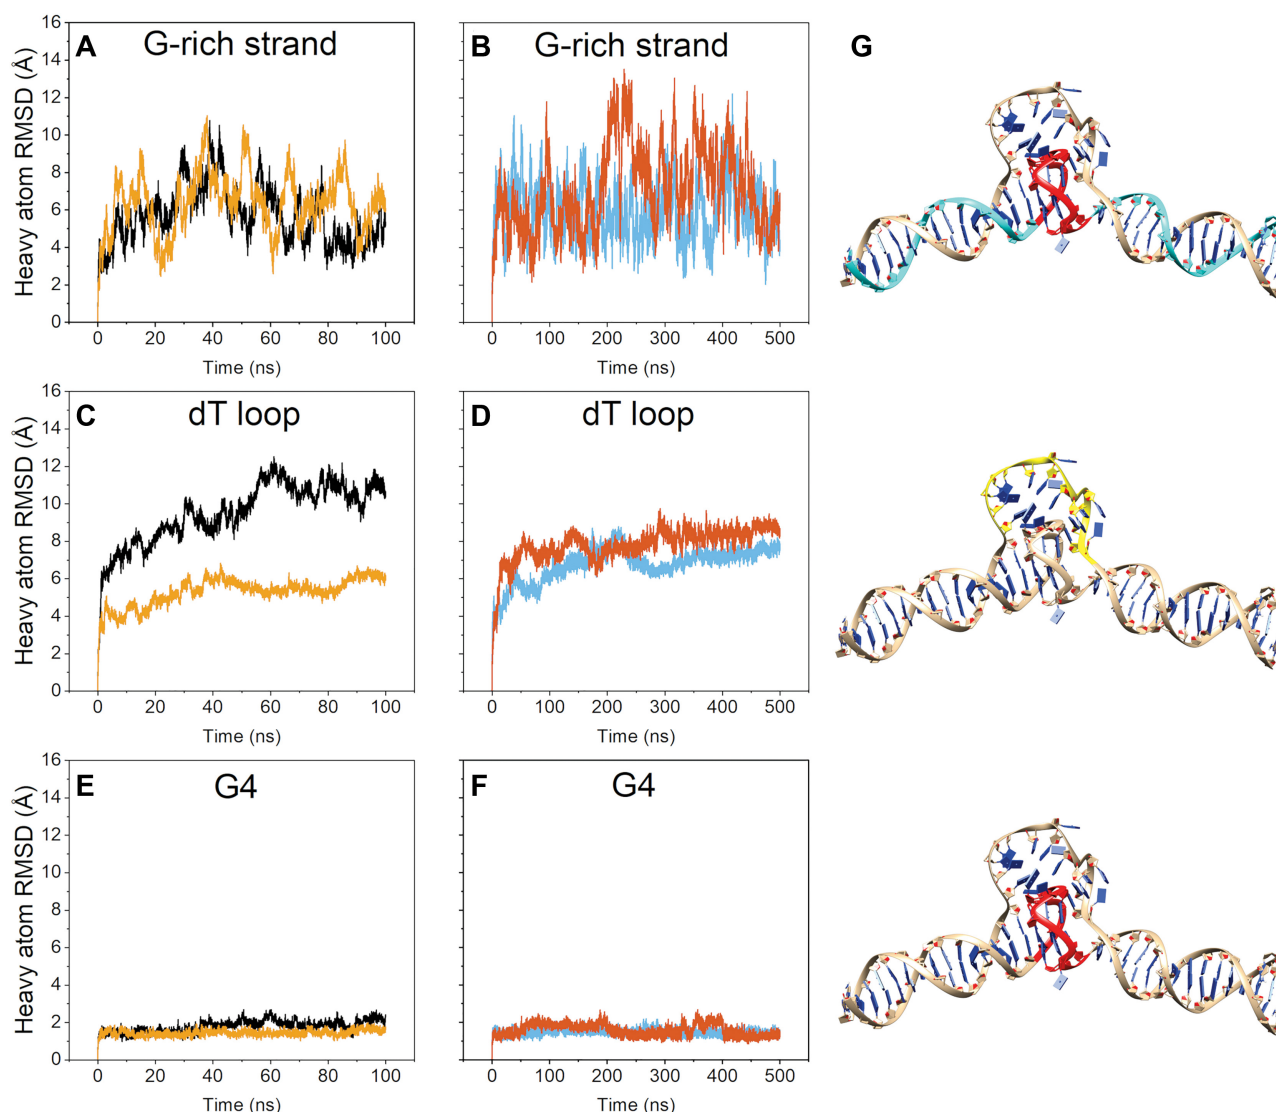 A
G-rich strand
Heavy atom RMSD (Å)
16
14
12
10
8
6
4
2
0
0 20 40 60 80 100
Time (ns)
B
G-rich strand
0 100 200 300 400 500
Time (ns)
G
C
dT loop
Heavy atom RMSD (Å)
16
14
12
10
8
6
4
2
0
0 20 40 60 80 100
Time (ns)
D
dT loop
0 100 200 300 400 500
Time (ns)
E
G4
Heavy atom RMSD (Å)
16
14
12
10
8
6
4
2
0
0 20 40 60 80 100
Time (ns)
F
G4
0 100 200 300 400 500
Time (ns)